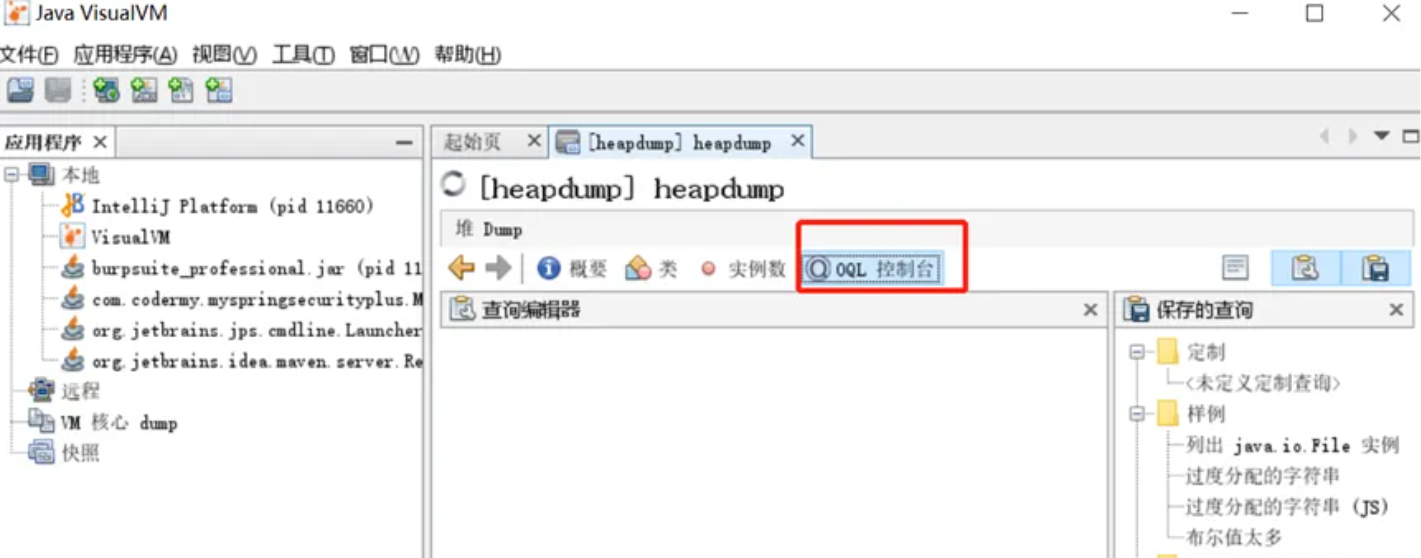 Java VisualVM
文件(F) 应用程序(A) 视图(V) 工具(T) 窗口(W) 帮助(H)
应用程序
本地
IntelliJ Platform (pid 11660)
VisualVM
burpsuite_professional.jar (pid 11
com.codermy.myspringsecurityplus.M
org.jetbrains.jps.cmdline.Launcher
org.jetbrains.idea.maven.server.Re
远程
VM 核心 dump
快照
起始页
[heapdump] heapdump
[heapdump] heapdump
堆 Dump
概要 类 实例数 OQL 控制台
查询编辑器
保存的查询
定制
<未定义定制查询>
样例
列出 java.io.File 实例
过度分配的字符串
过度分配的字符串 (JS)
布尔值太多